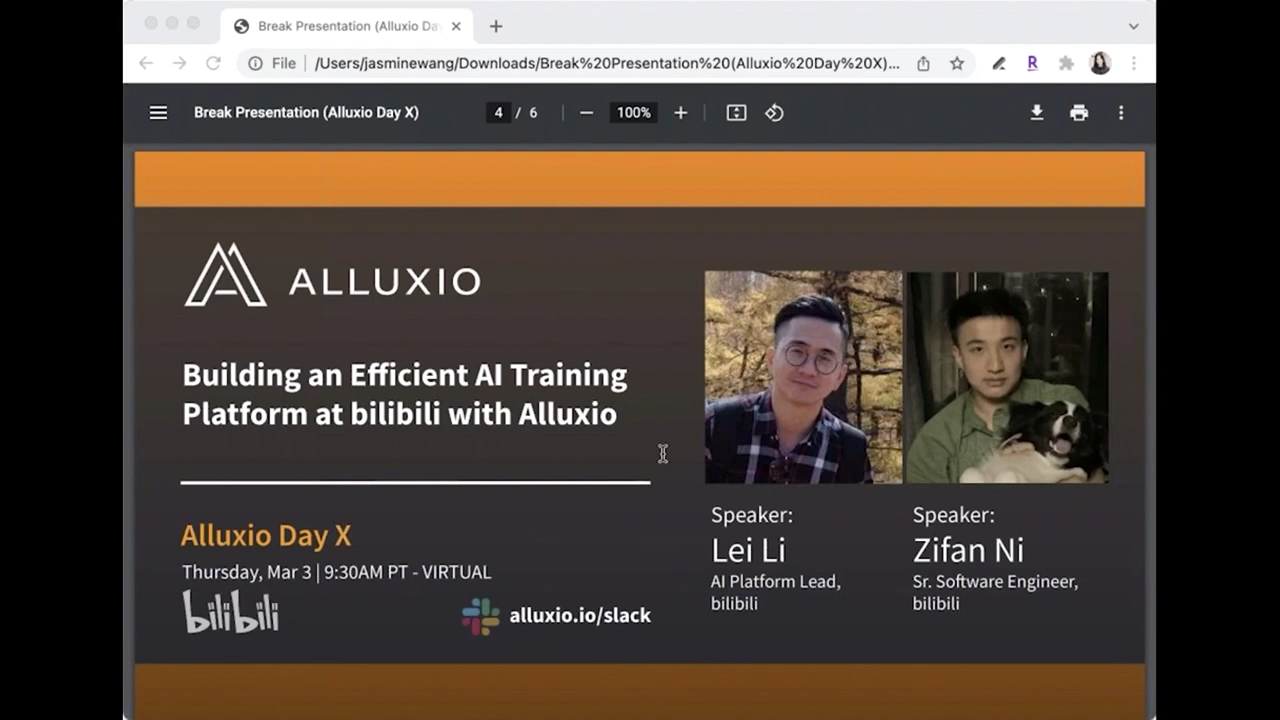 Break Presentation (Alluxio Da
File
/Users/jasminewang/Downloads/Break%20Presentation%20(Alluxio%20Day%20X)...
R
Break Presentation (Alluxio Day X)
4 / 6
100%
ALLUXIO
Building an Efficient AI Training
Platform at bilibili with Alluxio
Alluxio Day X
Thursday, Mar 3 | 9:30AM PT - VIRTUAL
bilibili
alluxio.io/slack
Speaker:
Lei Li
AI Platform Lead,
bilibili
Speaker:
Zifan Ni
Sr. Software Engineer,
bilibili